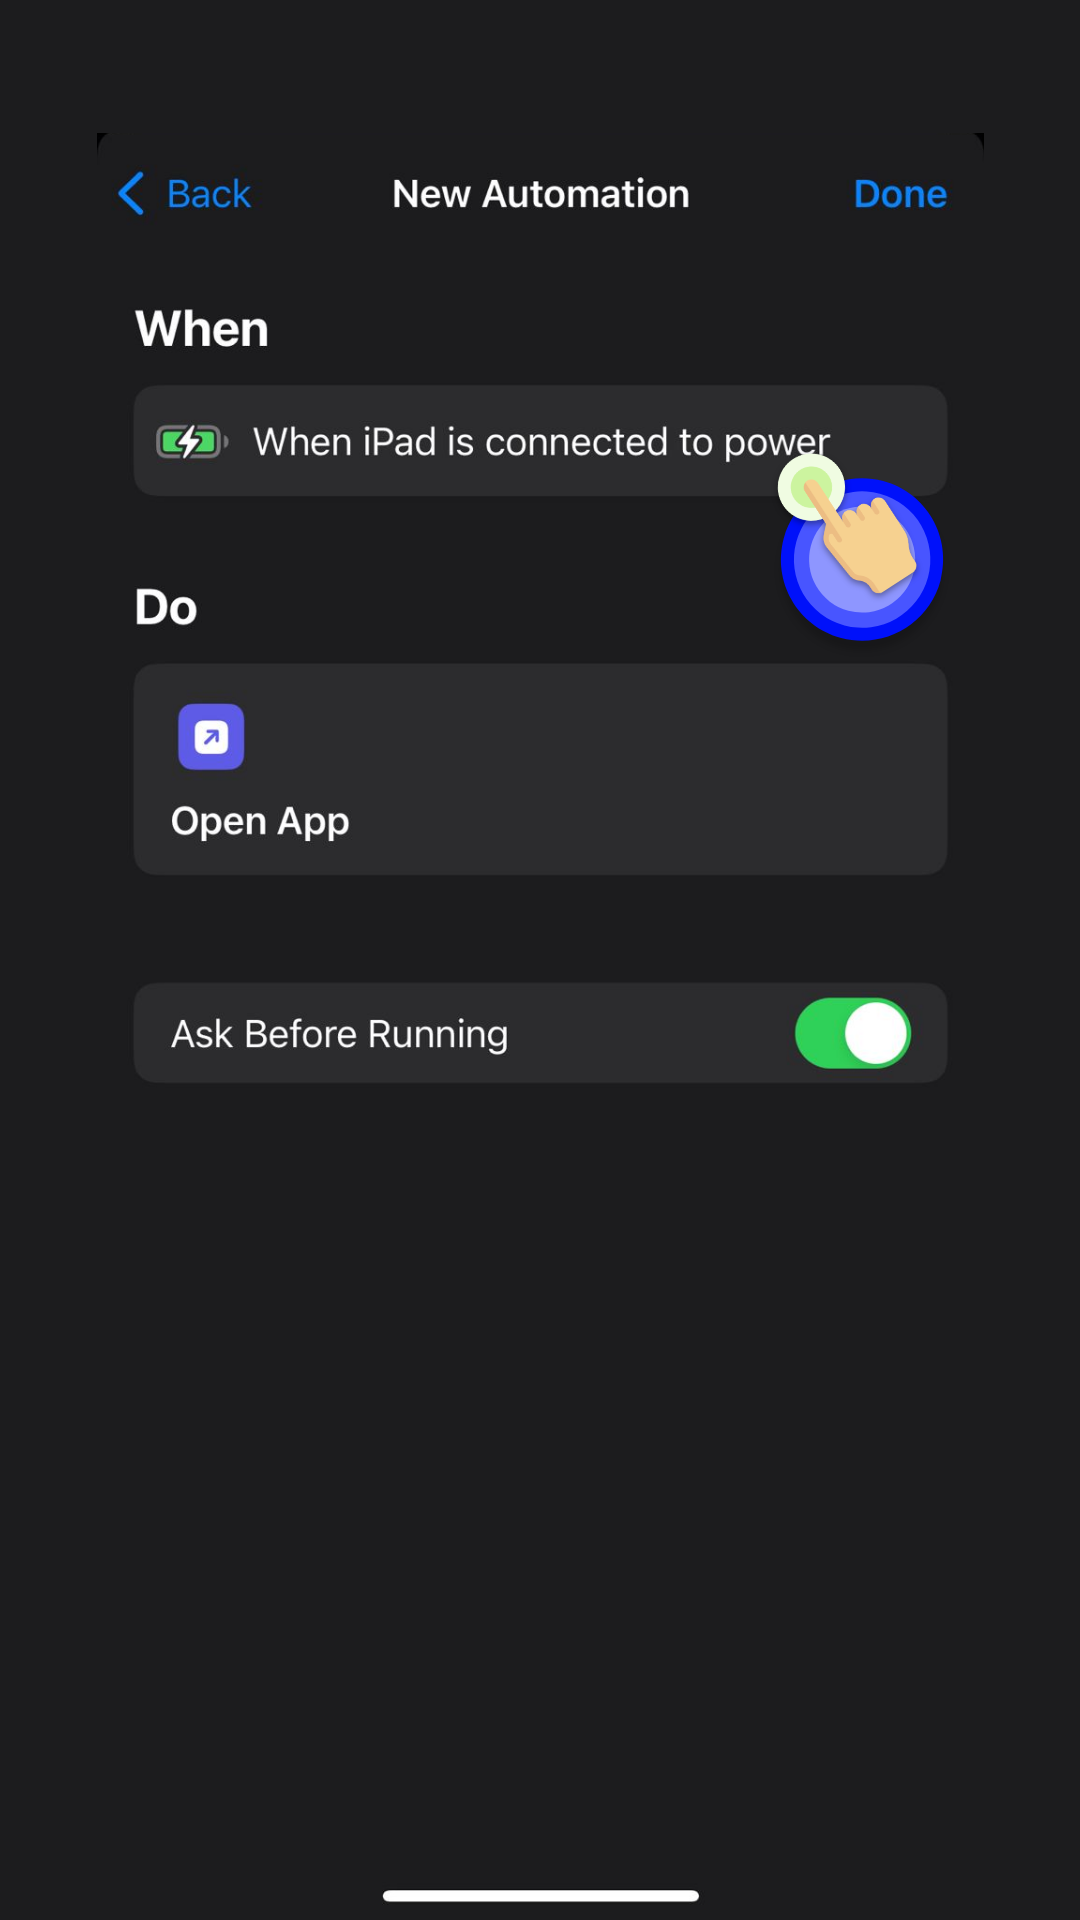 Back
New Automation
Done
When
When iPad is connected to power
Do
Open App
Ask Before Running